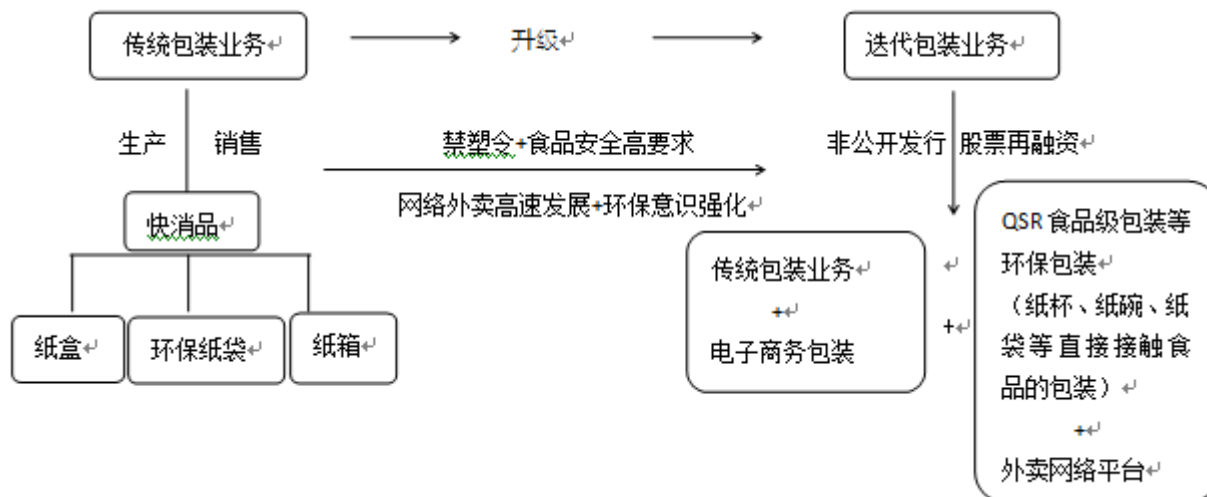 传统包装业务
升级
迭代包装业务
生产 销售
禁塑令+食品安全高要求
非公开发行 股票再融资
网络外卖高速发展+环保意识强化
快消品
纸盒
环保纸袋
纸箱
传统包装业务
+
电子商务包装
+
QSR 食品级包装等
环保包装
（纸杯、纸碗、纸
袋等直接接触食
品的包装）
+
外卖网络平台